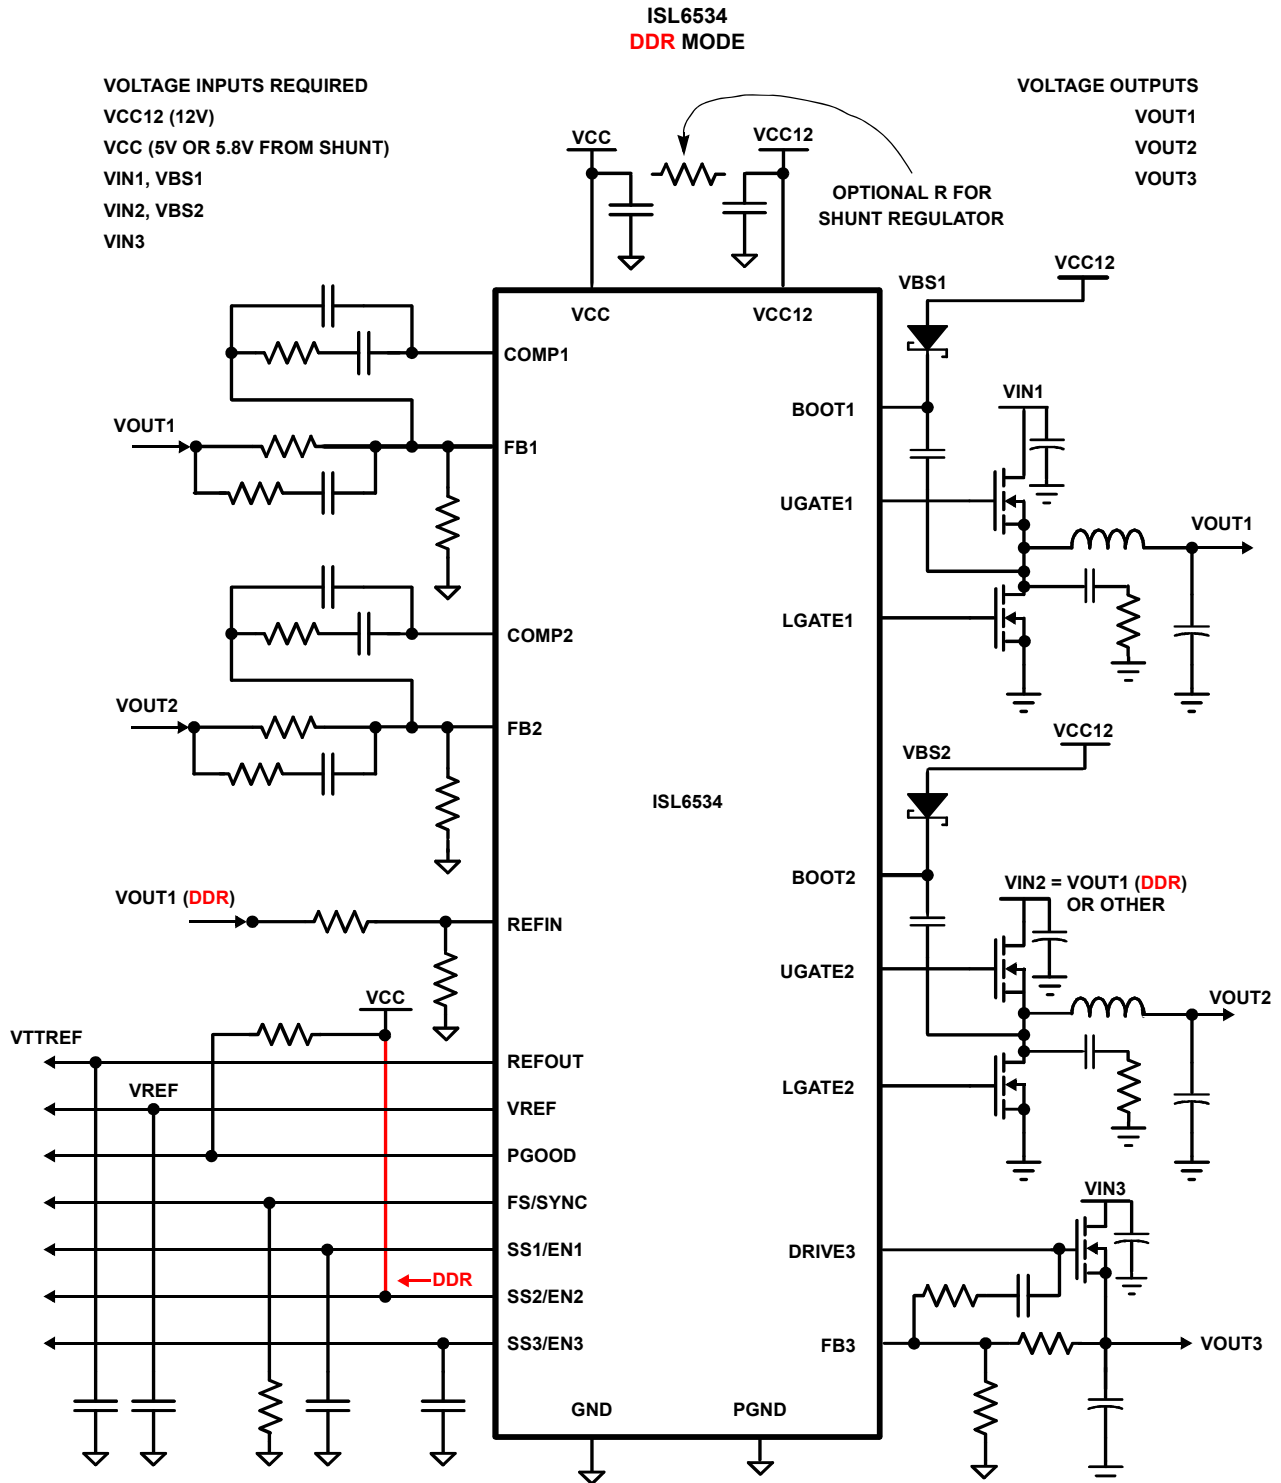 ISL6534
DDR MODE
VOLTAGE INPUTS REQUIRED
VCC12 (12V)
VCC (5V OR 5.8V FROM SHUNT)
VIN1, VBS1
VIN2, VBS2
VIN3
VOLTAGE OUTPUTS
VOUT1
VOUT2
VOUT3
VCC
VCC12
OPTIONAL R FOR
SHUNT REGULATOR
VCC
VCC12
COMP1
VOUT1
FB1
COMP2
VOUT2
FB2
VOUT1 (DDR)
REFIN
VCC
VTTREF
REFOUT
VREF
VREF
PGOOD
FS/SYNC
SS1/EN1
DDR
SS2/EN2
SS3/EN3
GND
PGND
ISL6534
VBS1
VCC12
BOOT1
VIN1
UGATE1
VOUT1
LGATE1
VBS2
VCC12
BOOT2
VIN2 = VOUT1 (DDR)
OR OTHER
UGATE2
VOUT2
LGATE2
VIN3
DRIVE3
FB3
VOUT3